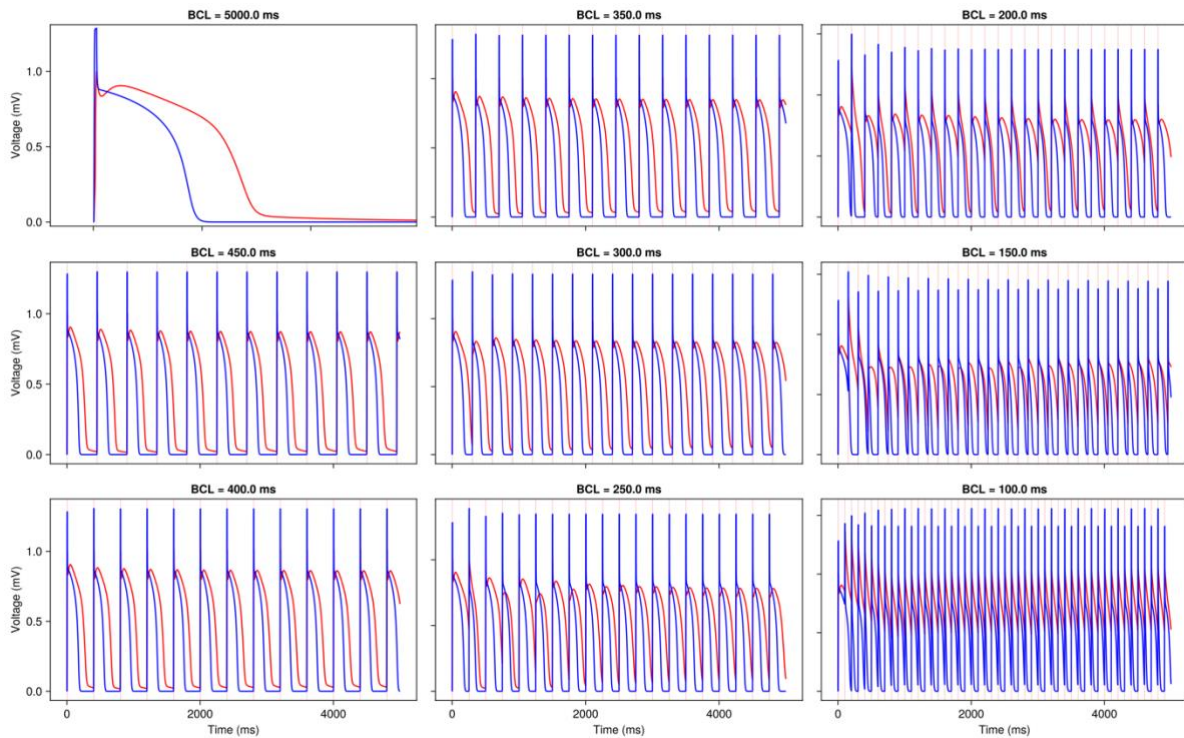 BCL = 5000.0 ms
BCL = 350.0 ms
BCL = 200.0 ms
Voltage (mV)
1.0
0.5
0.0
BCL = 450.0 ms
BCL = 300.0 ms
BCL = 150.0 ms
Voltage (mV)
1.0
0.5
0.0
BCL = 400.0 ms
BCL = 250.0 ms
BCL = 100.0 ms
Voltage (mV)
1.0
0.5
0.0
0
2000
4000
0
2000
4000
0
2000
4000
Time (ms)
Time (ms)
Time (ms)